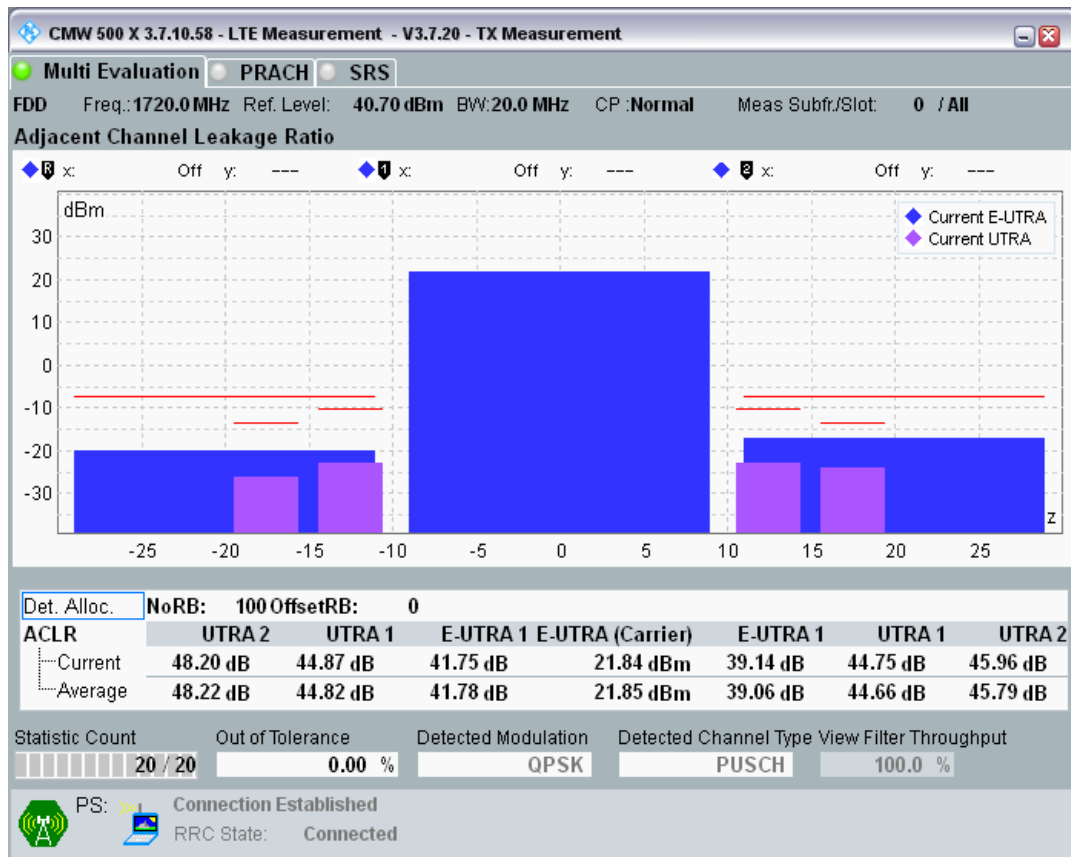 CMW 500 X 3.7.10.58 - LTE Measurement - V3.7.20 - TX Measurement
Multi Evaluation PRACH SRS
FDD Freq.:1720.0 MHz Ref. Level: 40.70 dBm BW:20.0 MHz CP :Normal Meas Subfr./Slot: 0 / All
Adjacent Channel Leakage Ratio
R x: Off y: --- 1 x: Off y: --- 2 x: Off y: ---
dBm
Current E-UTRA
Current UTRA
30
20
10
0
-10
-20
-30
z
-25 -20 -15 -10 -5 0 5 10 15 20 25
Det. Alloc. NoRB: 100 OffsetRB: 0
ACLR UTRA 2 UTRA 1 E-UTRA 1 E-UTRA (Carrier) E-UTRA 1 UTRA 1 UTRA 2
Current 48.20 dB 44.87 dB 41.75 dB 21.84 dBm 39.14 dB 44.75 dB 45.96 dB
Average 48.22 dB 44.82 dB 41.78 dB 21.85 dBm 39.06 dB 44.66 dB 45.79 dB
Statistic Count Out of Tolerance Detected Modulation Detected Channel Type View Filter Throughput
20 / 20 0.00 % QPSK PUSCH 100.0 %
PS: Connection Established
RRC State: Connected